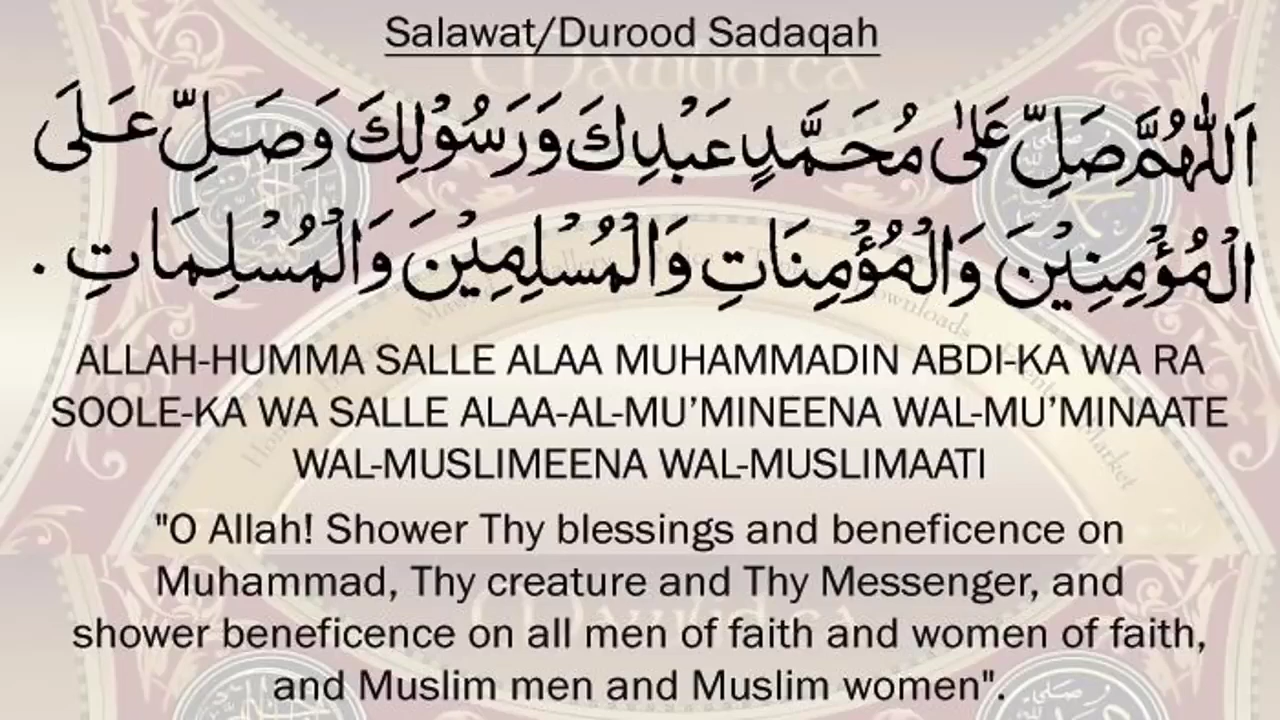 Salawat/Durood Sadaqah
اَللّٰهُمَّ صَلِّ عَلٰى مُحَمَّدٍ عَبْدِكَ وَرَسُوْلِكَ وَصَلِّ عَلَى
الْمُؤْمِنِيْنَ وَالْمُؤْمِنَاتِ وَالْمُسْلِمِيْنَ وَالْمُسْلِمَاتِ .
ALLAH-HUMMA SALLE ALAA MUHAMMADIN ABDI-KA WA RA
SOOLE-KA WA SALLE ALAA-AL-MU’MINEENA WAL-MU’MINAATE
WAL-MUSLIMEENA WAL-MUSLIMAATI
"O Allah! Shower Thy blessings and beneficence on
Muhammad, Thy creature and Thy Messenger, and
shower beneficence on all men of faith and women of faith,
and Muslim men and Muslim women".